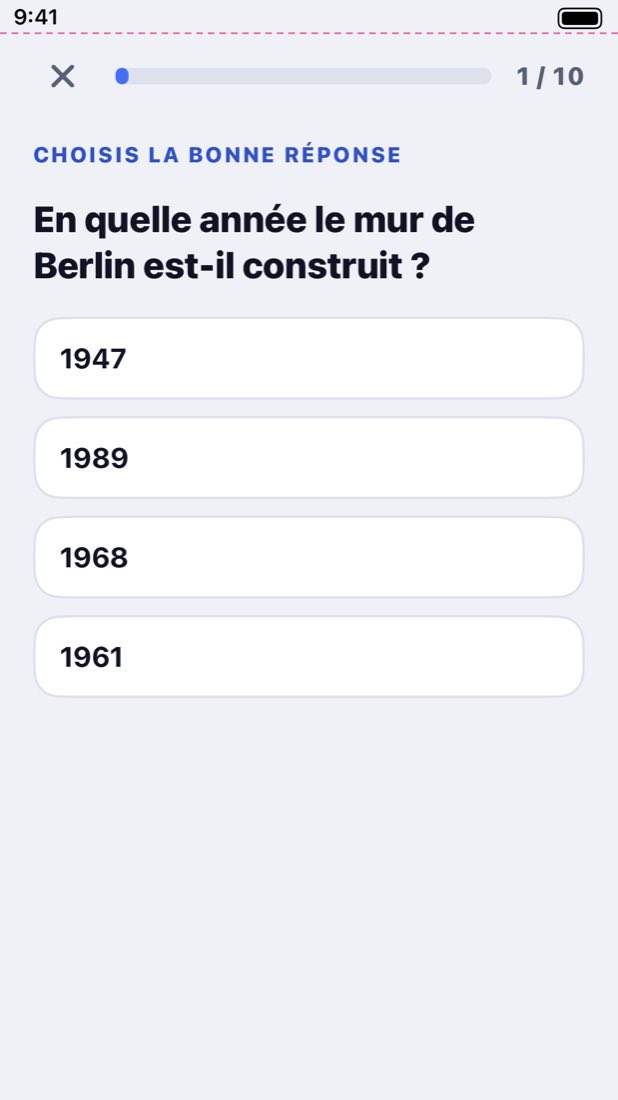 9:41
1 / 10
CHOISIS LA BONNE RÉPONSE
En quelle année le mur de
Berlin est-il construit ?
1947
1989
1968
1961